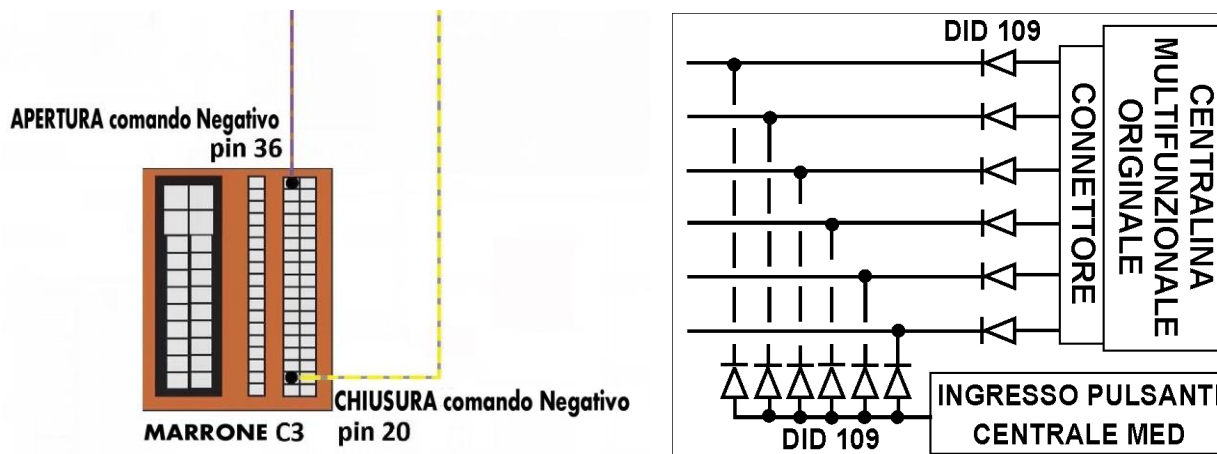 APERTURA comando Negativo
pin 36
CHIUSURA comando Negativo
pin 20
MARRONE C3
DID 109
CONNETTORE
CENTRALINA
MULTIFUNZIONALE
ORIGINALE
INGRESSO PULSANTI
CENTRALE MED
DID 109